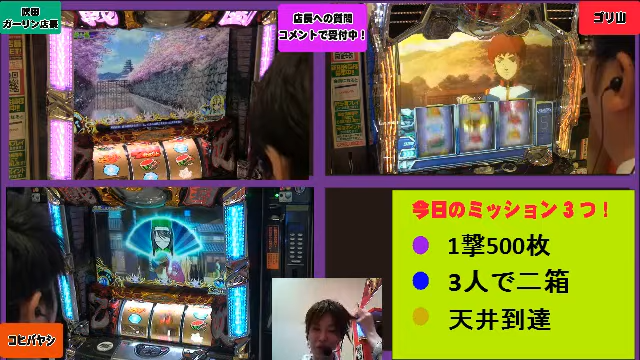 ガーリン店長
店長への質問
コメントで受付中！
ゴリ山
今日のミッション３つ！
1撃500枚
3人で二箱
天井到達
コヒバヤシ